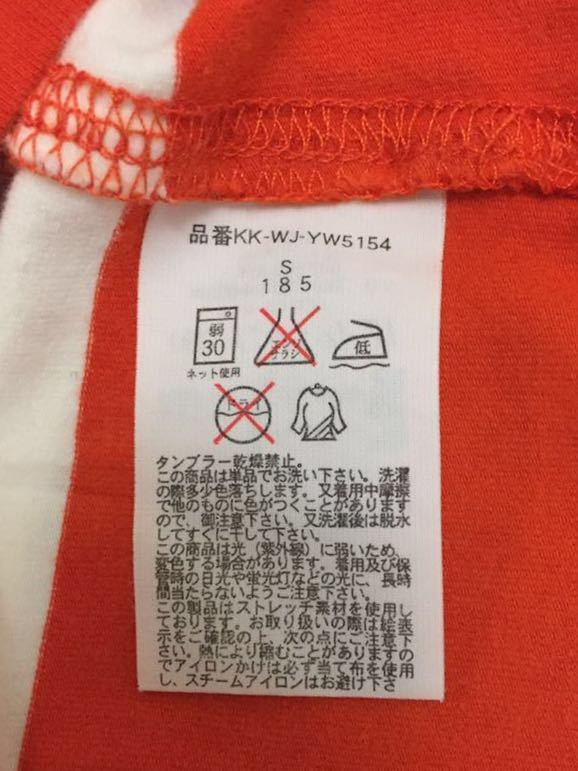 品番KK-WJ-YW5154
S
185
弱
30
エンソ
サラシ
低
ネット使用
ドライ
タンブラー乾燥禁止。
この商品は単品でお洗い下さい。洗濯
の際多少色落ちします。又着用中摩擦
で他のものに色がつくことがあります
ので、御注意下さい。又洗濯後は脱水
してすぐに干して下さい。
この商品は光（紫外線）に弱いため、
変色する場合があります。着用及び保
管時の日光や蛍光灯などの光に、長時
間当たらないようご注意下さい。
この製品はストレッチ素材を使用し
ております。お取り扱いの際は絵表
示をご確認の上、次の点にご注意下
さい。熱により縮むことがありますの
でアイロンかけは必ず当て布を使用
し、スチームアイロンはお避け下さ